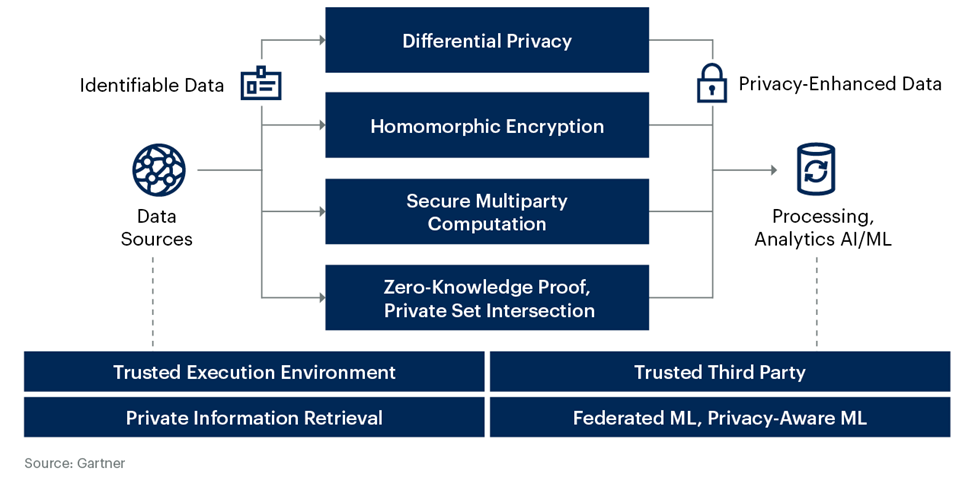 Differential Privacy
Identifiable Data
Privacy-Enhanced Data
Homomorphic Encryption
Data
Sources
Secure Multiparty
Computation
Processing,
Analytics AI/ML
Zero-Knowledge Proof,
Private Set Intersection
Trusted Execution Environment
Trusted Third Party
Private Information Retrieval
Federated ML, Privacy-Aware ML
Source: Gartner